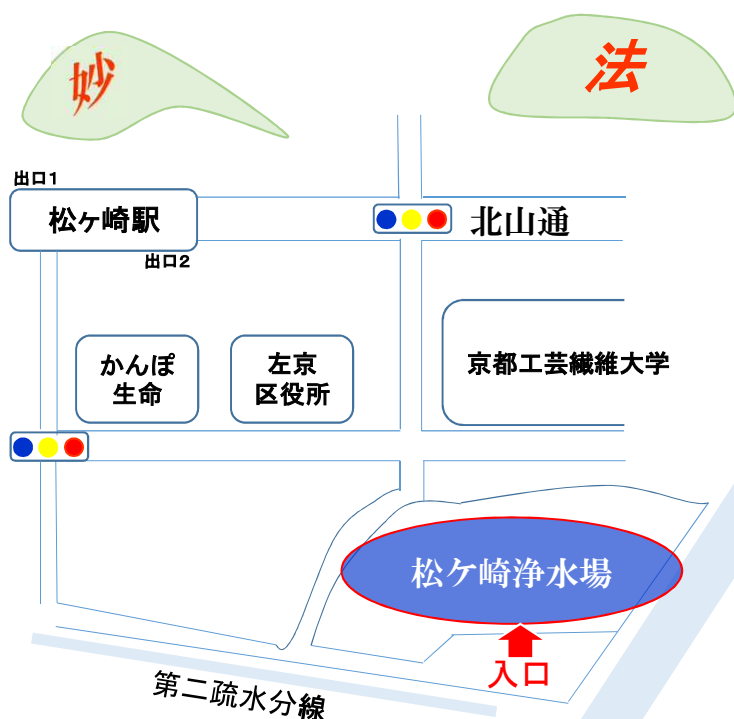 妙
法
出口1
松ヶ崎駅
北山通
出口2
かんぽ
生命
左京
区役所
京都工芸繊維大学
松ケ崎浄水場
入口
第二疏水分線